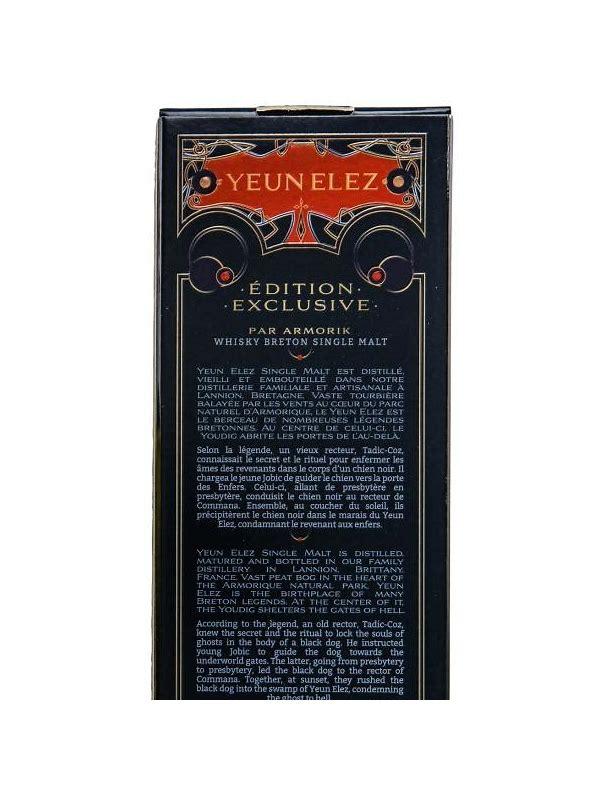 YEUN ELEZ
· ÉDITION ·
· EXCLUSIVE ·
PAR ARMORIK
WHISKY BRETON SINGLE MALT
YEUN ELEZ SINGLE MALT EST DISTILLÉ,
VIEILLI ET EMBOUTEILLÉ DANS NOTRE
DISTILLERIE FAMILIALE ET ARTISANALE À
LANNION, BRETAGNE. VASTE TOURBIÈRE
BALAYÉE PAR LES VENTS AU CŒUR DU PARC
NATUREL D'ARMORIQUE, LE YEUN ELEZ EST
LE BERCEAU DE NOMBREUSES LÉGENDES
BRETONNES. AU CENTRE DE CELUI-CI, LE
YOUDIG ABRITE LES PORTES DE L'AU-DELÀ.
Selon la légende, un vieux recteur, Tadic-Coz,
connaissait le secret et le rituel pour enfermer les
âmes des revenants dans le corps d'un chien noir. Il
chargea le jeune Jobic de guider le chien vers la porte
des Enfers. Celui-ci, allant de presbytère en
presbytère, conduisit le chien noir au recteur de
Commana. Ensemble, au coucher du soleil, ils
précipitèrent le chien noir dans le marais du Yeun
Elez, condamnant le revenant aux enfers.
YEUN ELEZ SINGLE MALT IS DISTILLED,
MATURED AND BOTTLED IN OUR FAMILY
DISTILLERY IN LANNION, BRITTANY,
FRANCE. VAST PEAT BOG IN THE HEART OF
THE ARMORIQUE NATURAL PARK, YEUN
ELEZ IS THE BIRTHPLACE OF MANY
BRETON LEGENDS. AT THE CENTER OF IT,
THE YOUDIG SHELTERS THE GATES OF HELL.
According to the legend, an old rector, Tadic-Coz,
knew the secret and the ritual to lock the souls of
ghosts in the body of a black dog. He instructed
young Jobic to guide the dog towards the
underworld gates. The latter, going from presbytery
to presbytery, led the black dog to the rector of
Commana. Together, at sunset, they rushed the
black dog into the swamp of Yeun Elez, condemning
the ghost to hell.